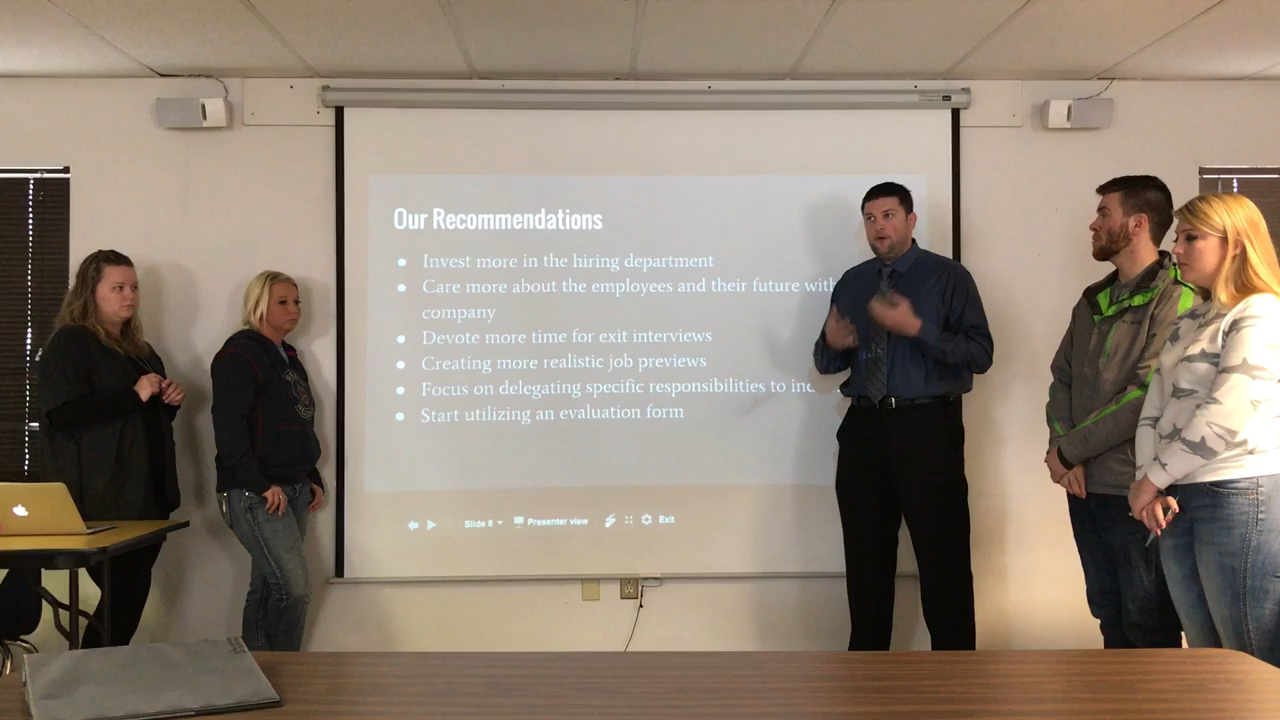 Our Recommendations
● Invest more in the hiring department
● Care more about the employees and their future with
company
● Devote more time for exit interviews
● Creating more realistic job previews
● Focus on delegating specific responsibilities to
● Start utilizing an evaluation form
Slide 8 Presenter view Exit